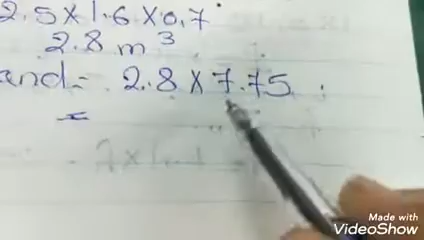 2.5 X 1.6 X 0.7
2.8 m³
and = 2.8 X 7.75
=
Made with
VideoShow